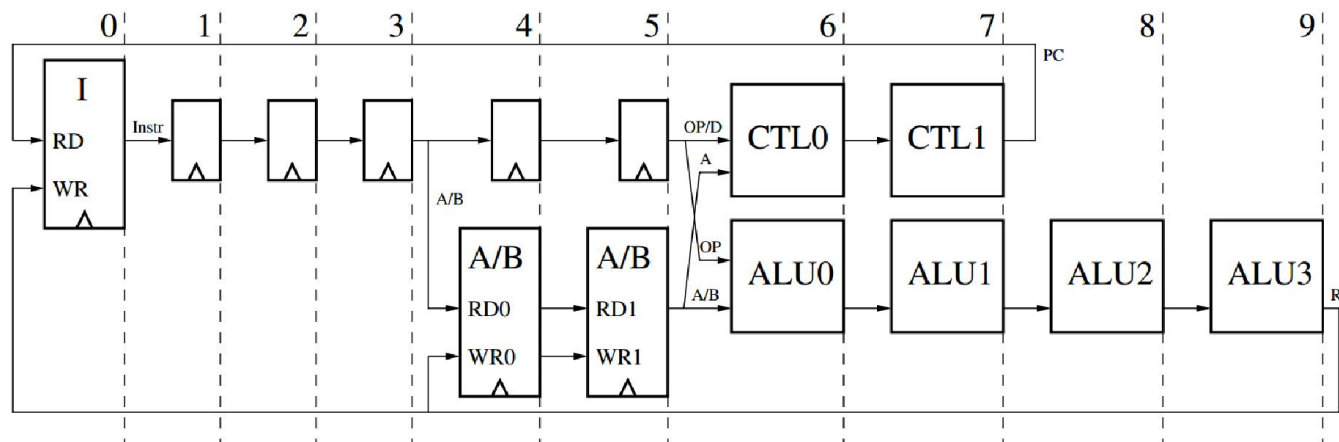 0 1 2 3 4 5 6 7 8 9
PC
I
RD
WR
Instr
A/B
OP/D
A
OP
A/B
CTL0
CTL1
A/B
RD0
WR0
A/B
RD1
WR1
ALU0
ALU1
ALU2
ALU3
R